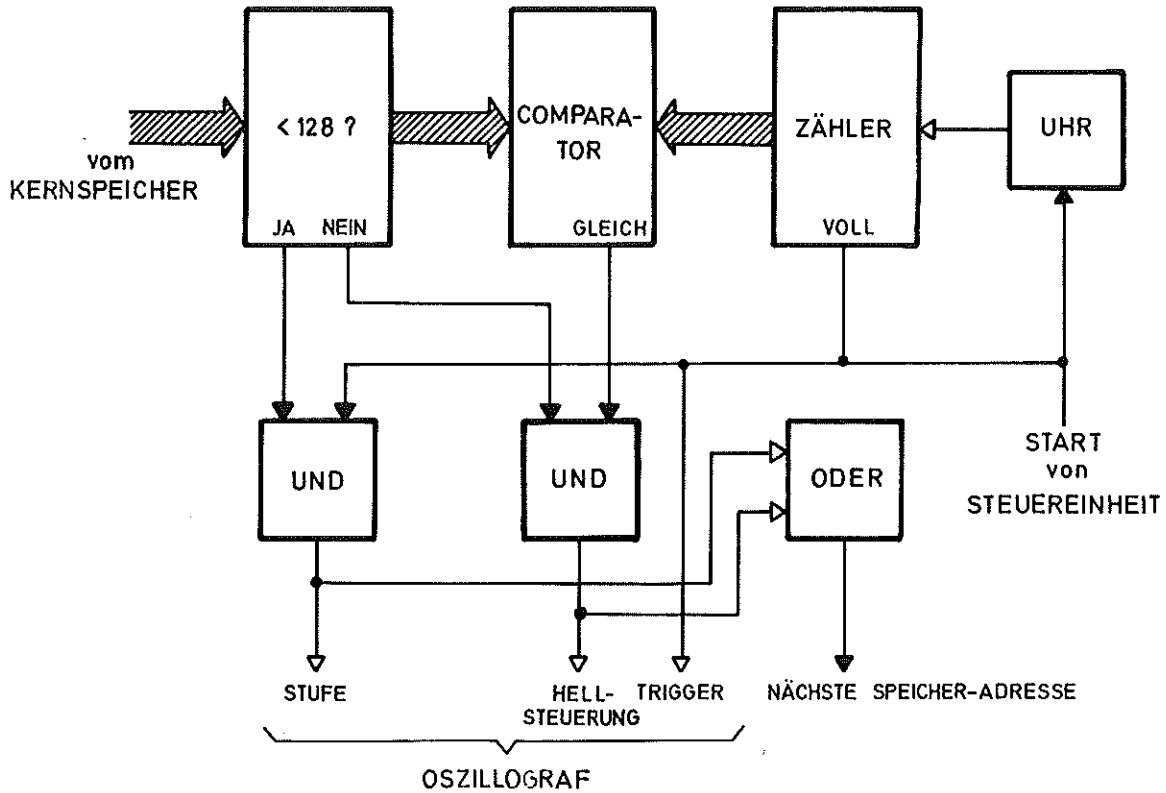 < 128 ?
JA NEIN
COMPARA-
TOR
GLEICH
ZÄHLER
VOLL
UHR
vom
KERNSPEICHER
UND
UND
ODER
START
von
STEUEREINHEIT
STUFE
HELL-
STEUERUNG
TRIGGER
NÄCHSTE SPEICHER-ADRESSE
OSZILLOGRAF